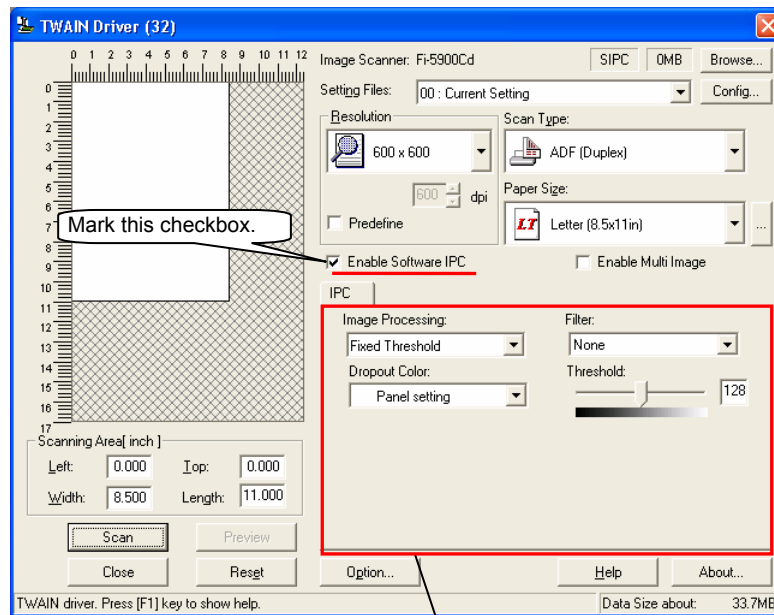 TWAIN Driver (32)
0 1 2 3 4 5 6 7 8 9 10 11 12
Image Scanner: Fi-5900Cd
SIPC
0MB
Browse...
Setting Files:
00 : Current Setting
Config...
0
1
2
3
4
5
6
7
8
9
10
11
12
13
14
15
16
17
Resolution
600 x 600
600 dpi
Predefine
Scan Type:
ADF (Duplex)
Paper Size:
LT Letter (8.5x11in)
...
Mark this checkbox.
Enable Software IPC
Enable Multi Image
IPC
Image Processing:
Fixed Threshold
Filter:
None
Dropout Color:
Panel setting
Threshold:
128
Scanning Area[ inch ]
Left: 0.000 Top: 0.000
Width: 8.500 Length: 11.000
Scan
Preview
Close
Reset
Option...
Help
About...
TWAIN driver. Press [F1] key to show help.
Data Size about: 33.7MB